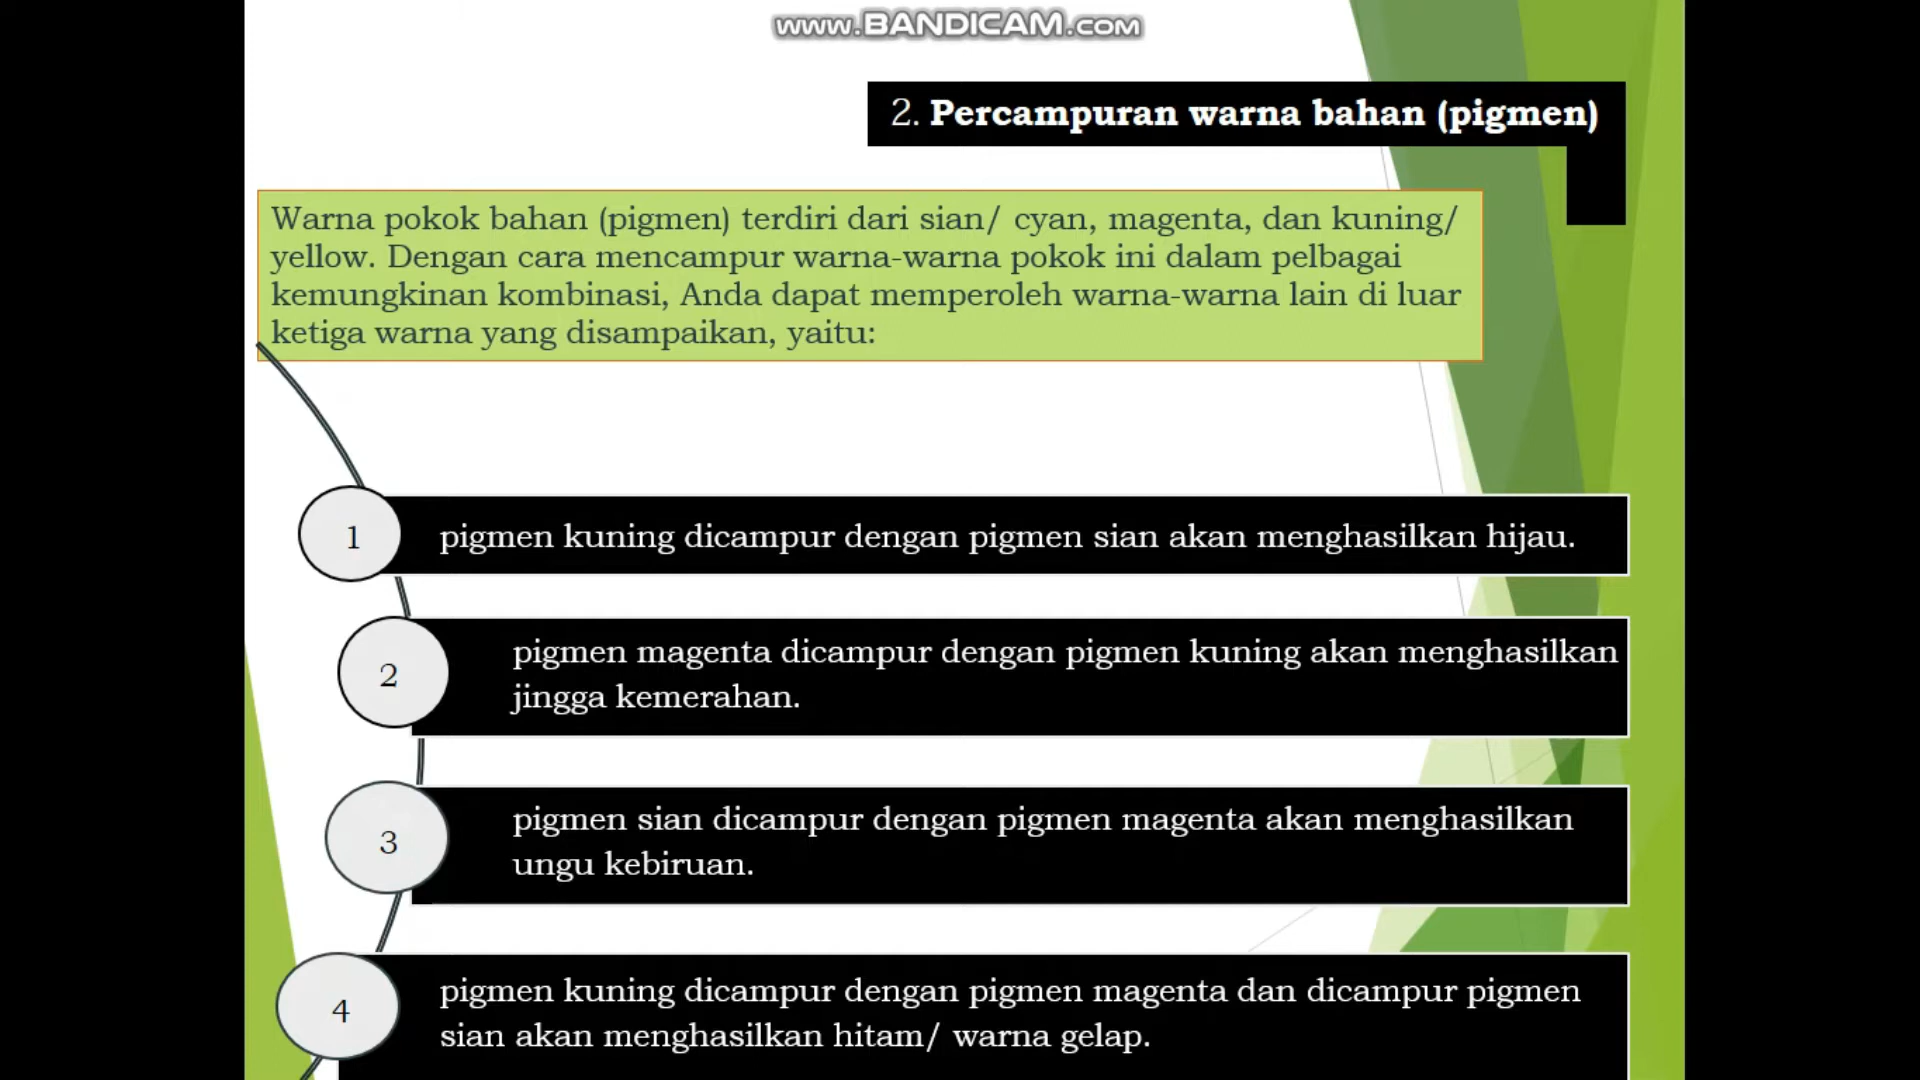 www.BANDICAM.COM
2. Percampuran warna bahan (pigmen)
Warna pokok bahan (pigmen) terdiri dari sian/ cyan, magenta, dan kuning/
yellow. Dengan cara mencampur warna-warna pokok ini dalam pelbagai
kemungkinan kombinasi, Anda dapat memperoleh warna-warna lain di luar
ketiga warna yang disampaikan, yaitu:
1
pigmen kuning dicampur dengan pigmen sian akan menghasilkan hijau.
2
pigmen magenta dicampur dengan pigmen kuning akan menghasilkan
jingga kemerahan.
3
pigmen sian dicampur dengan pigmen magenta akan menghasilkan
ungu kebiruan.
4
pigmen kuning dicampur dengan pigmen magenta dan dicampur pigmen
sian akan menghasilkan hitam/ warna gelap.